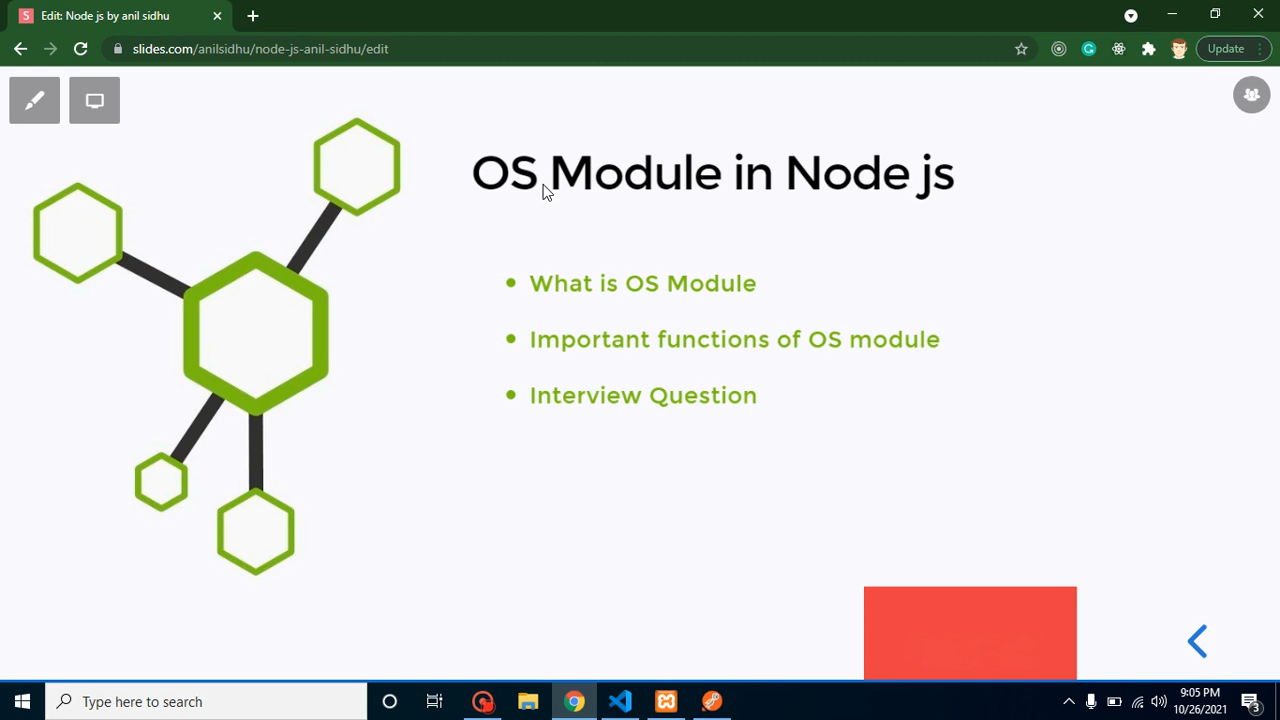 Edit: Node js by anil sidhu
slides.com/anilsidhu/node-js-anil-sidhu/edit
Update
OS Module in Node js
What is OS Module
Important functions of OS module
Interview Question
Type here to search
9:05 PM
10/26/2021
3